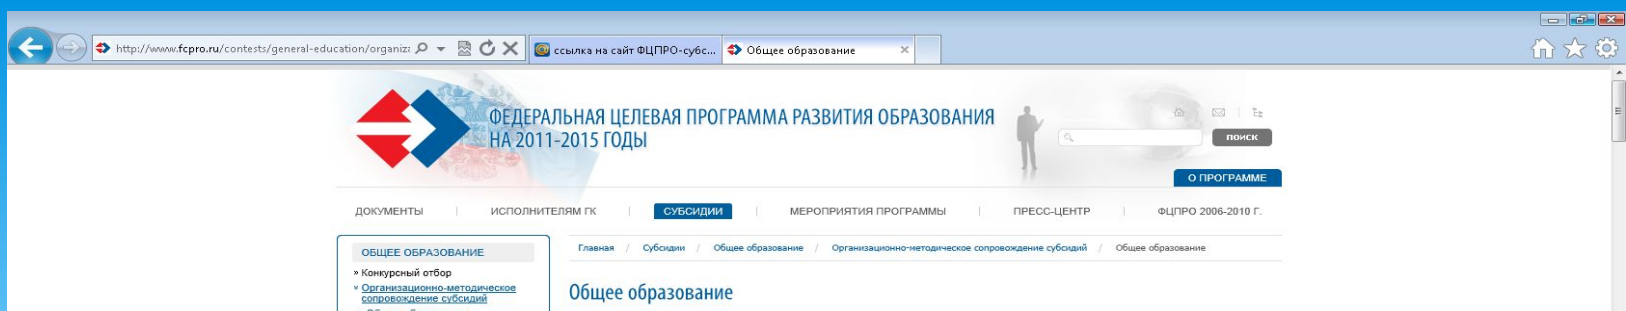 http://www.fcpro.ru/contests/general-education/organiz
ссылка на сайт ФЦПРО-субс...
Общее образование
ФЕДЕРАЛЬНАЯ ЦЕЛЕВАЯ ПРОГРАММА РАЗВИТИЯ ОБРАЗОВАНИЯ
НА 2011-2015 ГОДЫ
ПОИСК
О ПРОГРАММЕ
ДОКУМЕНТЫ | ИСПОЛНИТЕЛЯМ ГК | СУБСИДИИ | МЕРОПРИЯТИЯ ПРОГРАММЫ | ПРЕСС-ЦЕНТР | ФЦПРО 2006-2010 Г.
ОБЩЕЕ ОБРАЗОВАНИЕ
» Конкурсный отбор
Организационно-методическое
сопровождение субсидий
Главная / Субсидии / Общее образование / Организационно-методическое сопровождение субсидий / Общее образование
Общее образование